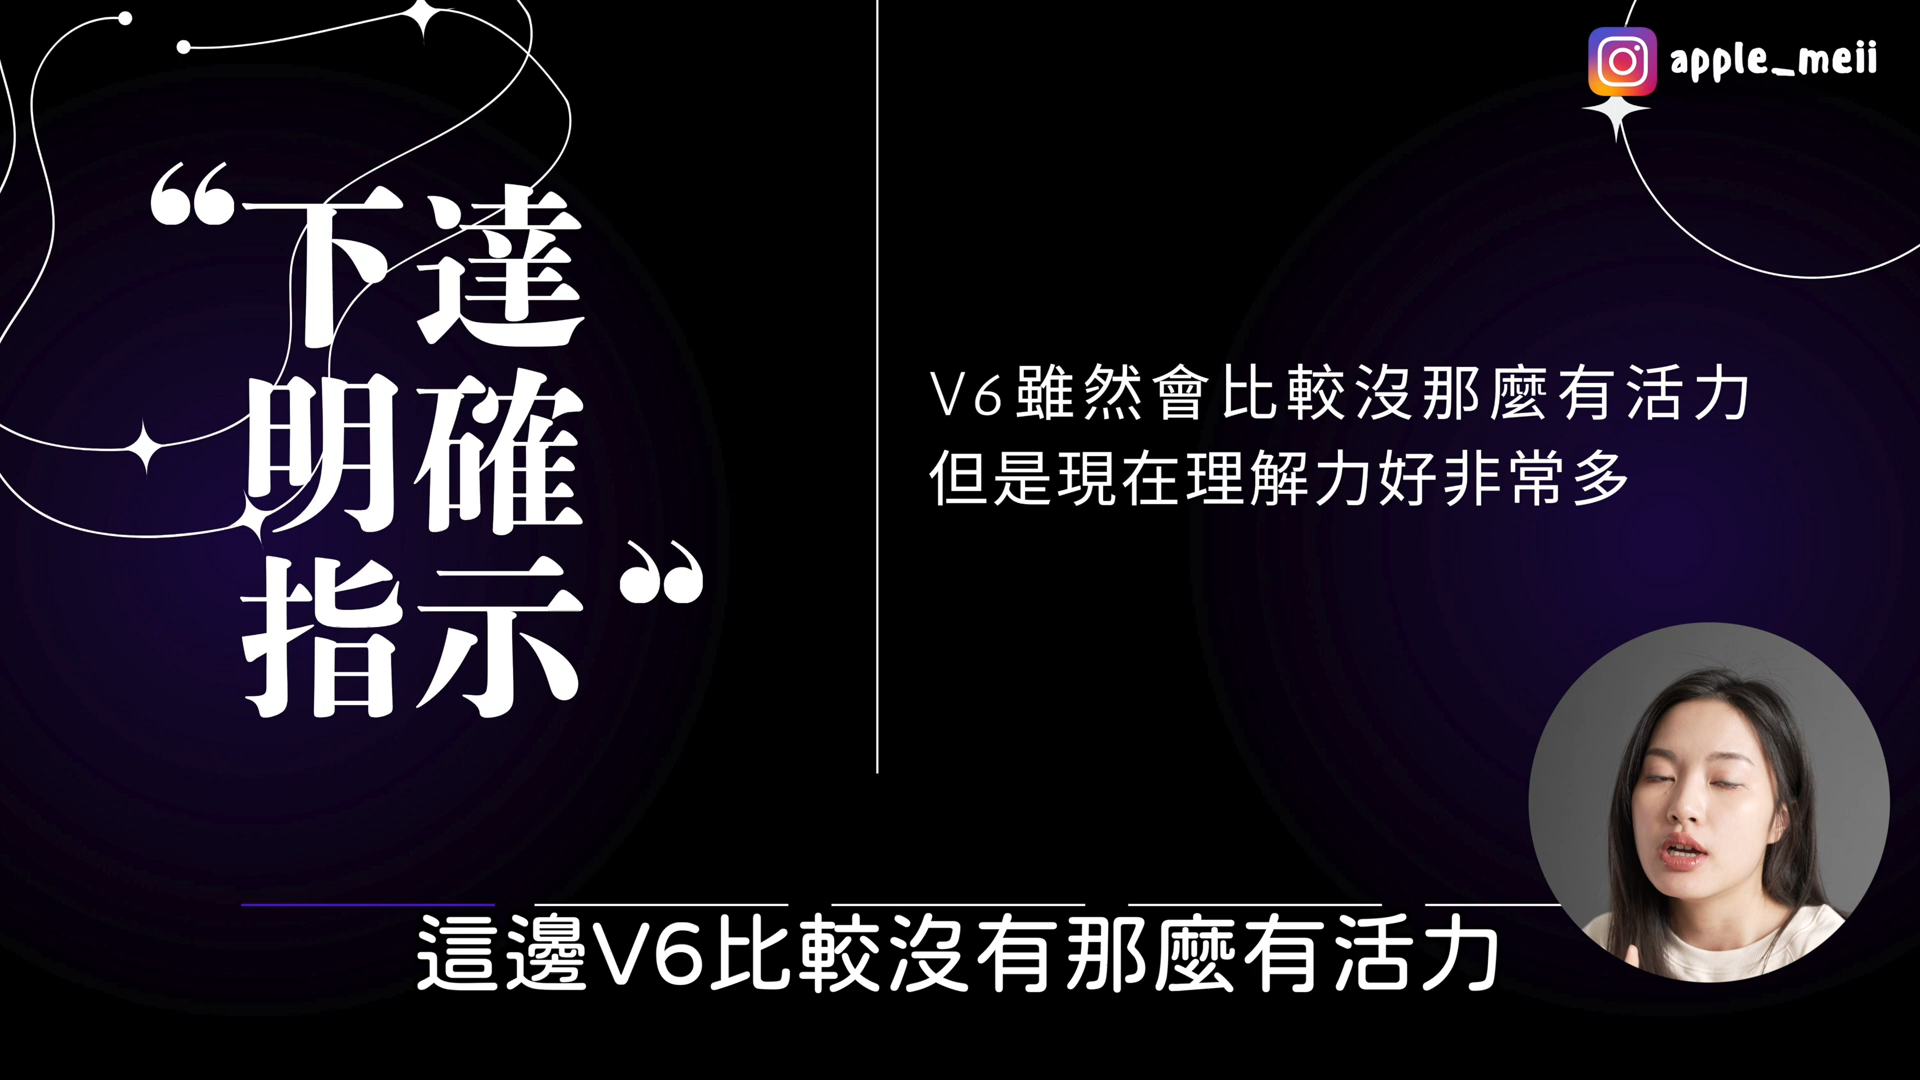 apple_meii
“下達
明確
指示”
V6雖然會比較沒那麼有活力
但是現在理解力好非常多
這邊V6比較沒有那麼有活力